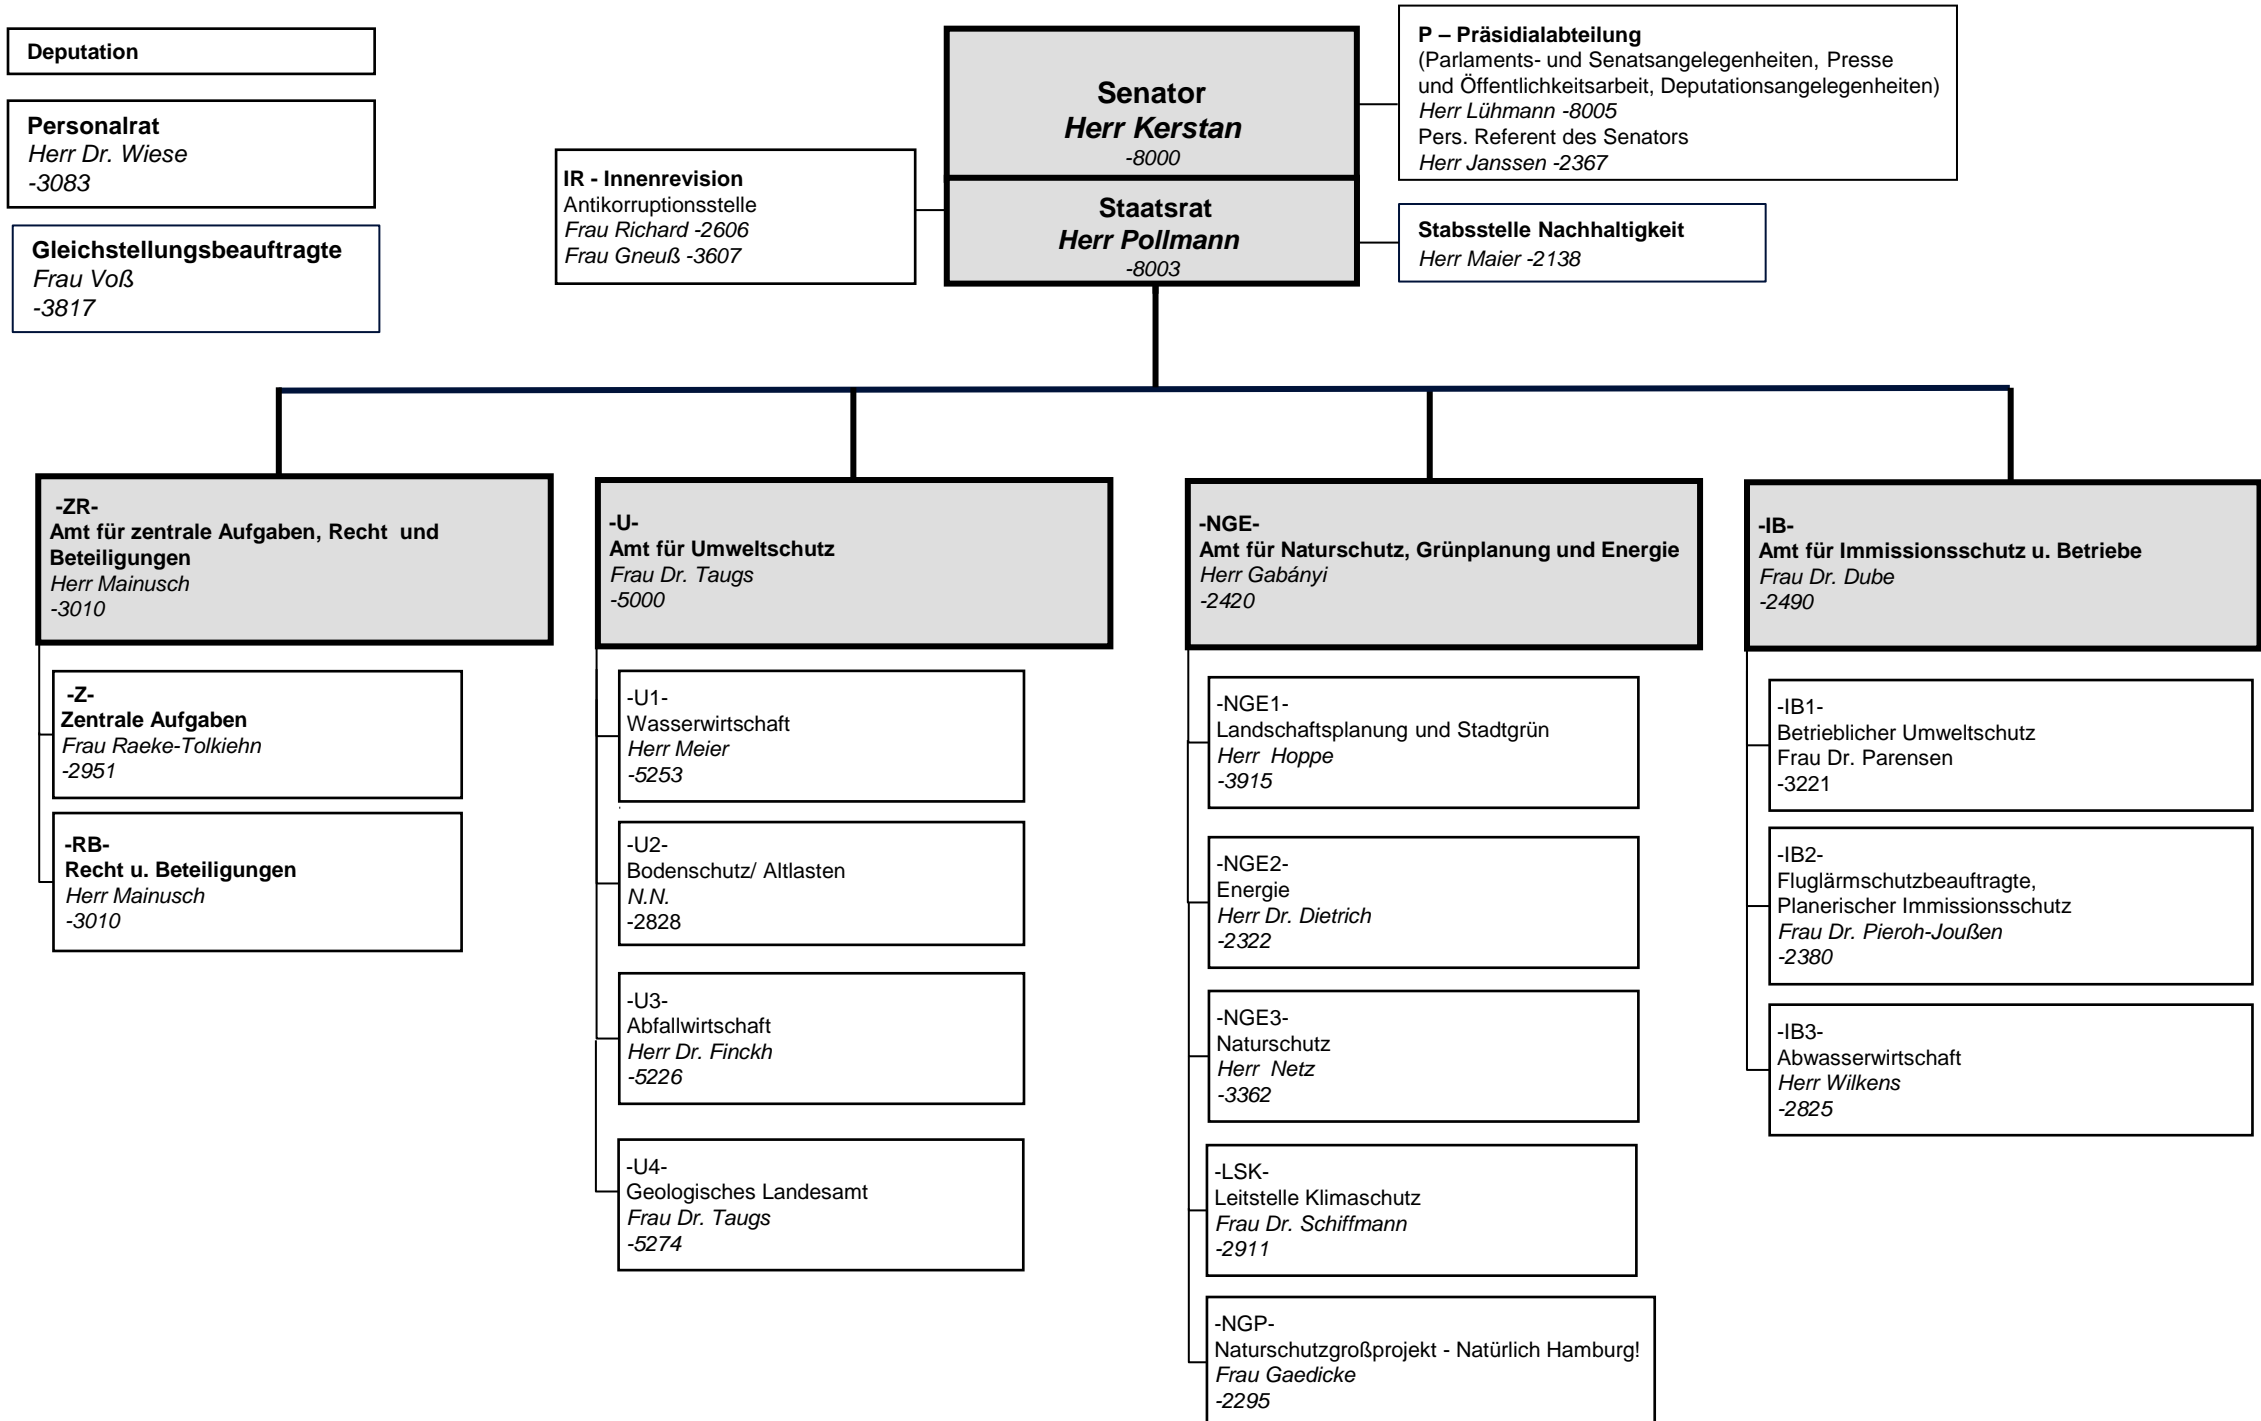 Deputation
Personalrat
Herr Dr. Wiese
-3083
Gleichstellungsbeauftragte
Frau Voß
-3817
IR - Innenrevision
Antikorruptionsstelle
Frau Richard -2606
Frau Gneuß -3607
Senator
Herr Kerstan
-8000
Staatsrat
Herr Pollmann
-8003
P – Präsidialabteilung
(Parlaments- und Senatsangelegenheiten, Presse
und Öffentlichkeitsarbeit, Deputationsangelegenheiten)
Herr Lühmann -8005
Pers. Referent des Senators
Herr Janssen -2367
Stabsstelle Nachhaltigkeit
Herr Maier -2138
-ZR-
Amt für zentrale Aufgaben, Recht und
Beteiligungen
Herr Mainusch
-3010
-Z-
Zentrale Aufgaben
Frau Raeke-Tolkiehn
-2951
-RB-
Recht u. Beteiligungen
Herr Mainusch
-3010
-U-
Amt für Umweltschutz
Frau Dr. Taugs
-5000
-U1-
Wasserwirtschaft
Herr Meier
-5253
-U2-
Bodenschutz/ Altlasten
N.N.
-2828
-U3-
Abfallwirtschaft
Herr Dr. Finckh
-5226
-U4-
Geologisches Landesamt
Frau Dr. Taugs
-5274
-NGE-
Amt für Naturschutz, Grünplanung und Energie
Herr Gabányi
-2420
-NGE1-
Landschaftsplanung und Stadtgrün
Herr Hoppe
-3915
-NGE2-
Energie
Herr Dr. Dietrich
-2322
-NGE3-
Naturschutz
Herr Netz
-3362
-LSK-
Leitstelle Klimaschutz
Frau Dr. Schiffmann
-2911
-NGP-
Naturschutzgroßprojekt - Natürlich Hamburg!
Frau Gaedicke
-2295
-IB-
Amt für Immissionsschutz u. Betriebe
Frau Dr. Dube
-2490
-IB1-
Betrieblicher Umweltschutz
Frau Dr. Parensen
-3221
-IB2-
Fluglärmschutzbeauftragte,
Planerischer Immissionsschutz
Frau Dr. Pieroh-Joußen
-2380
-IB3-
Abwasserwirtschaft
Herr Wilkens
-2825